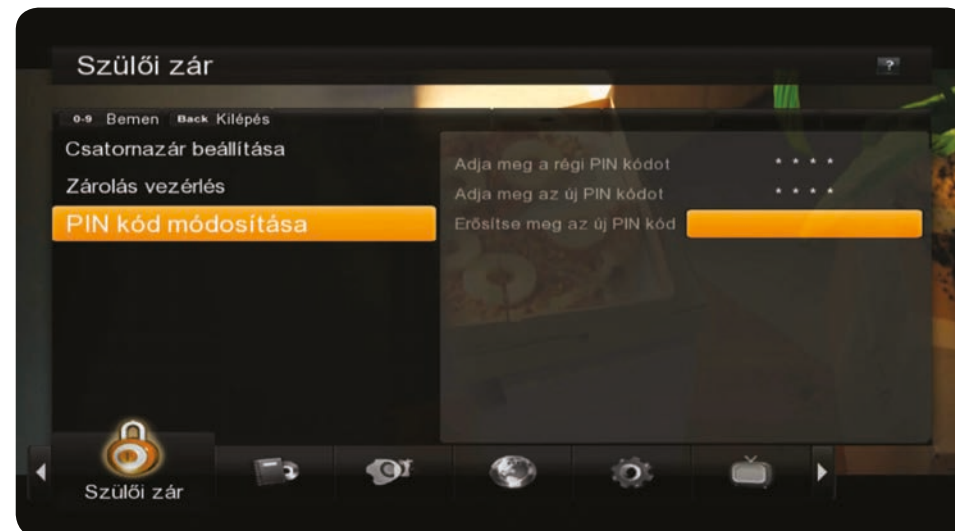 Szülői zár
?
0-9 Bemen Back Kilépés
Csatornazár beállítása
Zárolás vezérlés
PIN kód módosítása
Adja meg a régi PIN kódot * * * *
Adja meg az új PIN kódot * * * *
Erősítse meg az új PIN kód
Szülői zár